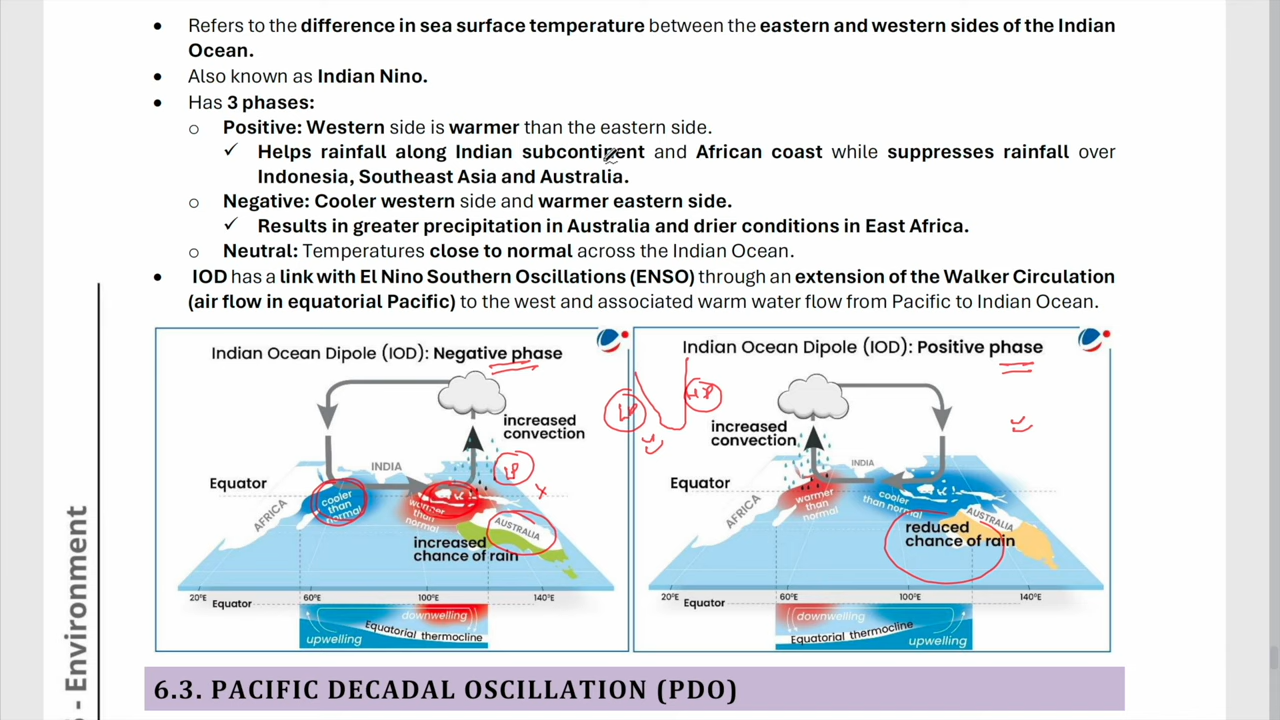 • Refers to the difference in sea surface temperature between the eastern and western sides of the Indian
Ocean.
• Also known as Indian Nino.
• Has 3 phases:
o Positive: Western side is warmer than the eastern side.
✓ Helps rainfall along Indian subcontinent and African coast while suppresses rainfall over
Indonesia, Southeast Asia and Australia.
o Negative: Cooler western side and warmer eastern side.
✓ Results in greater precipitation in Australia and drier conditions in East Africa.
o Neutral: Temperatures close to normal across the Indian Ocean.
• IOD has a link with El Nino Southern Oscillations (ENSO) through an extension of the Walker Circulation
(air flow in equatorial Pacific) to the west and associated warm water flow from Pacific to Indian Ocean.
Indian Ocean Dipole (IOD): Negative phase
increased
convection
INDIA
LP
Equator
AFRICA
cooler
than
normal
warmer
than
normal
AUSTRALIA
increased
chance of rain
20°E 60°E 100°E 140°E
Equator
downwelling
Equatorial thermocline
upwelling
LP
HP
Indian Ocean Dipole (IOD): Positive phase
increased
convection
INDIA
Equator
AFRICA
warmer
than
normal
cooler
than normal
AUSTRALIA
reduced
chance of rain
20°E 60°E 100°E 140°E
Equator
downwelling
Equatorial thermocline
upwelling
- Environment
6.3. PACIFIC DECADAL OSCILLATION (PDO)